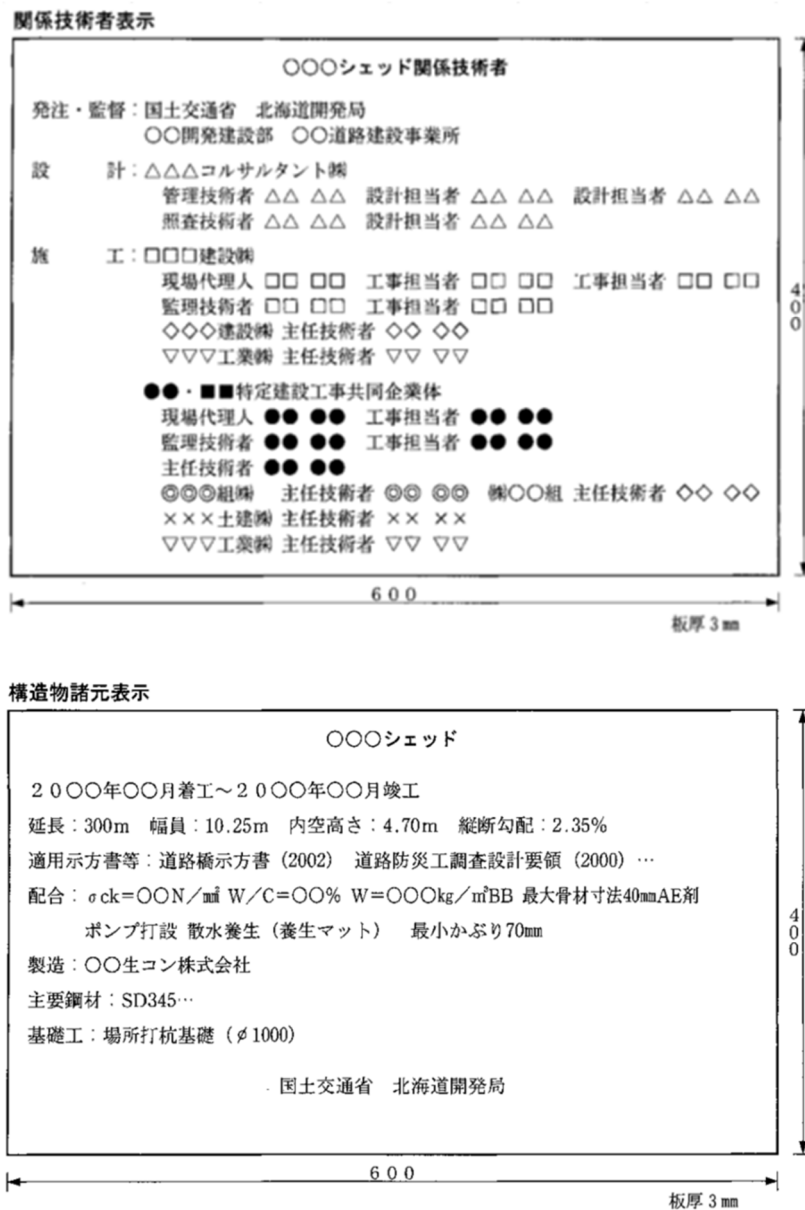 関係技術者表示
○○○シェッド関係技術者
発注・監督：国土交通省　北海道開発局
○○開発建設部　○○道路建設事業所
設　　計：△△△コルサルタント㈱
管理技術者 △△ △△　設計担当者 △△ △△　設計担当者 △△ △△
照査技術者 △△ △△　設計担当者 △△ △△
施　　工：□□□建設㈱
現場代理人 □□ □□　工事担当者 □□ □□　工事担当者 □□ □□
監理技術者 □□ □□　工事担当者 □□ □□
◇◇◇建設㈱ 主任技術者 ◇◇ ◇◇
▽▽▽工業㈱ 主任技術者 ▽▽ ▽▽
●●・■■特定建設工事共同企業体
現場代理人 ●● ●●　工事担当者 ●● ●●
監理技術者 ●● ●●　工事担当者 ●● ●●
主任技術者 ●● ●●
◎◎◎組㈱　主任技術者 ◎◎ ◎◎　㈱○○組 主任技術者 ◇◇ ◇◇
×××土建㈱ 主任技術者 ×× ××
▽▽▽工業㈱ 主任技術者 ▽▽ ▽▽
400
600
板厚 3 ㎜
構造物諸元表示
○○○シェッド
20○○年○○月着工～20○○年○○月竣工
延長：300m　幅員：10.25m　内空高さ：4.70m　縦断勾配：2.35%
適用示方書等：道路橋示方書（2002）　道路防災工調査設計要領（2000）…
配合：σck=○○N／㎟ W／C=○○% W=○○○㎏／㎥BB 最大骨材寸法40㎜AE剤
ポンプ打設 散水養生（養生マット）　最小かぶり70㎜
製造：○○生コン株式会社
主要鋼材：SD345…
基礎工：場所打杭基礎（φ1000）
国土交通省　北海道開発局
400
600
板厚 3 ㎜